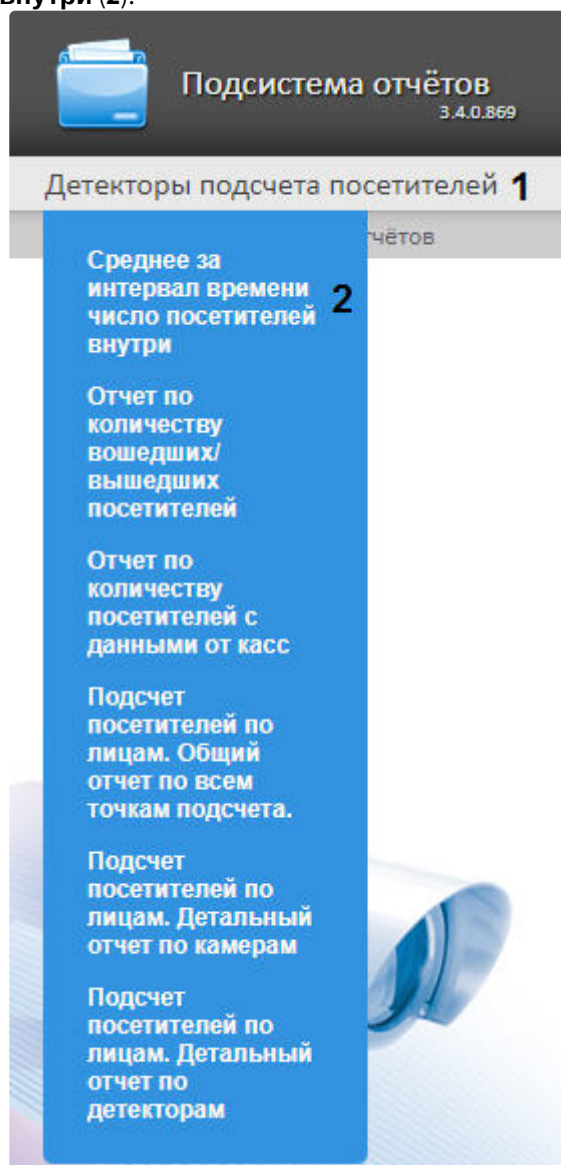 внутри (2).
Подсистема отчётов
3.4.0.869
Детекторы подсчета посетителей 1
чётов
Среднее за
интервал времени
число посетителей 2
внутри
Отчет по
количеству
вошедших/
вышедших
посетителей
Отчет по
количеству
посетителей с
данными от касс
Подсчет
посетителей по
лицам. Общий
отчет по всем
точкам подсчета.
Подсчет
посетителей по
лицам. Детальный
отчет по камерам
Подсчет
посетителей по
лицам. Детальный
отчет по
детекторам